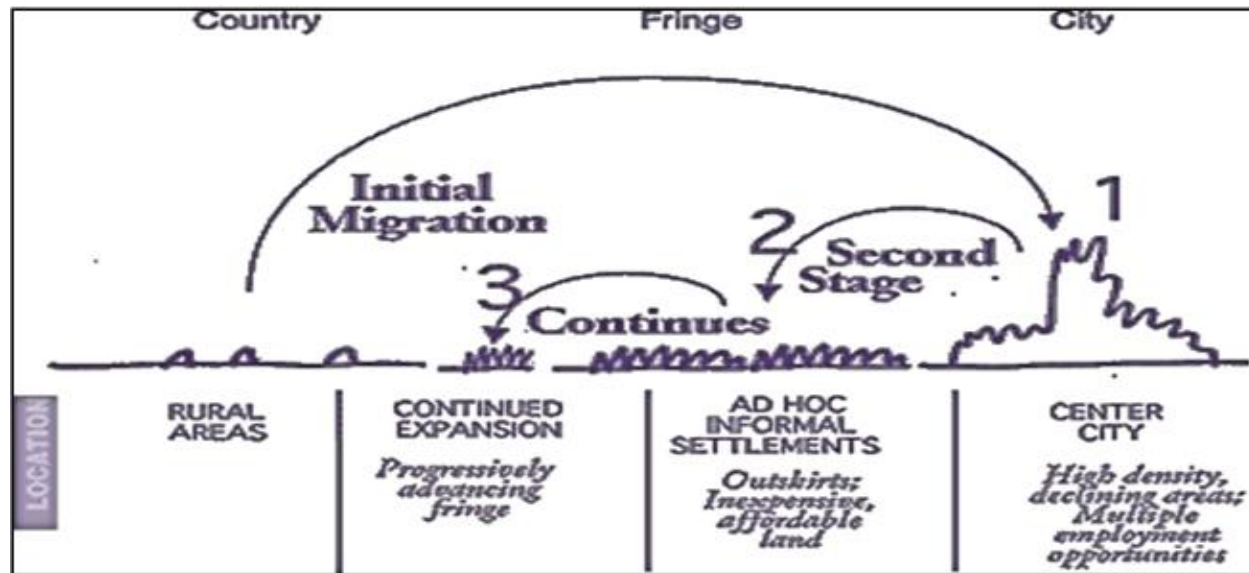 Country Fringe City
Initial
Migration
1
2
Second
Stage
3
Continues
LOCATION
RURAL
AREAS
CONTINUED
EXPANSION
Progressively
advancing
fringe
AD HOC
INFORMAL
SETTLEMENTS
Outskirts;
Inexpensive,
affordable
land
CENTER
CITY
High density,
declining areas;
Multiple
employment
opportunities